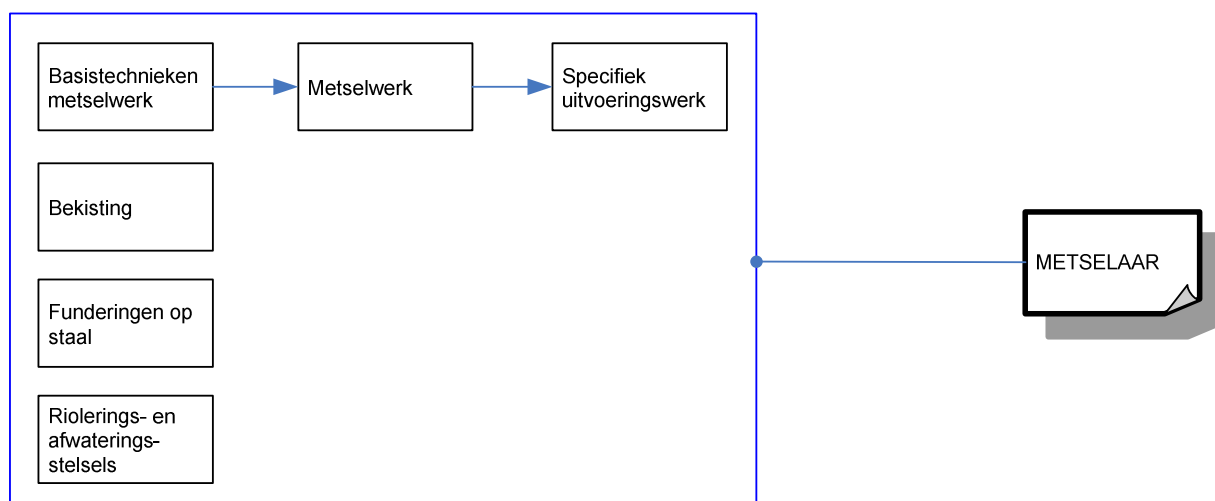 Basistechnieken
metselwerk
Metselwerk
Specifiek
uitvoeringswerk
Bekisting
Funderingen op
staal
Riolerings- en
afwaterings-
stelsels
METSELAAR